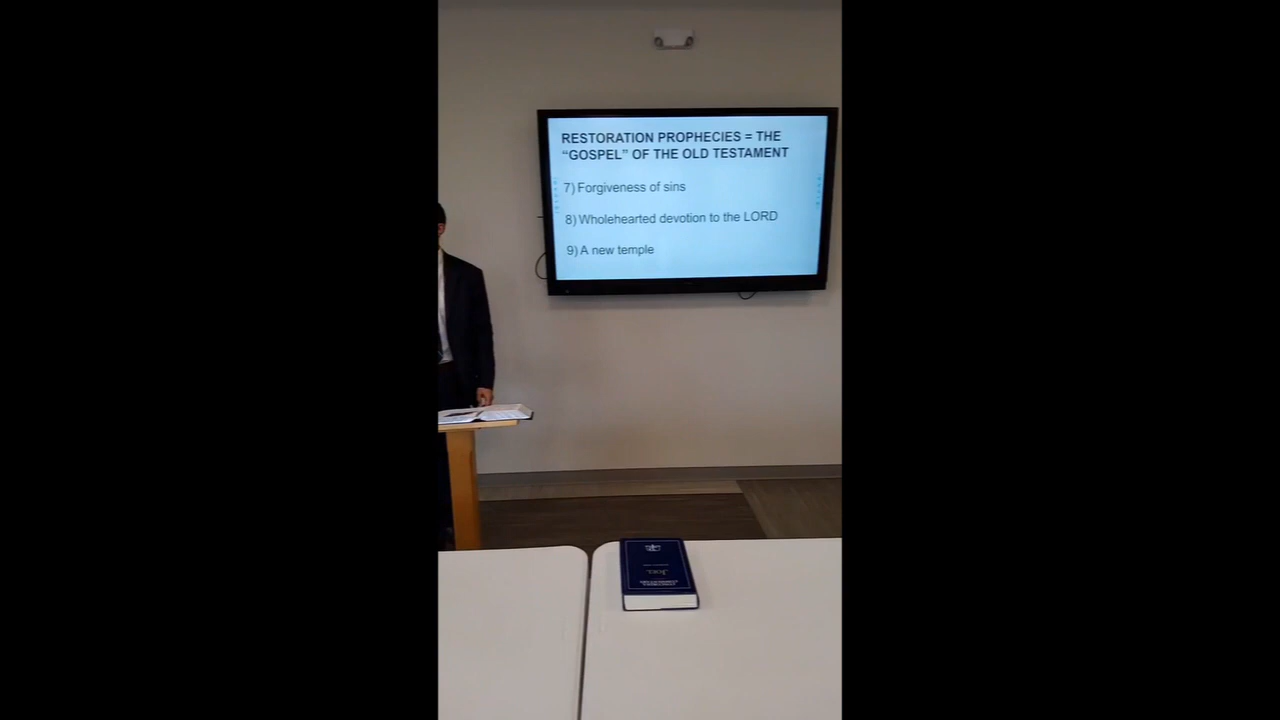 RESTORATION PROPHECIES = THE
“GOSPEL” OF THE OLD TESTAMENT
7) Forgiveness of sins
8) Wholehearted devotion to the LORD
9) A new temple